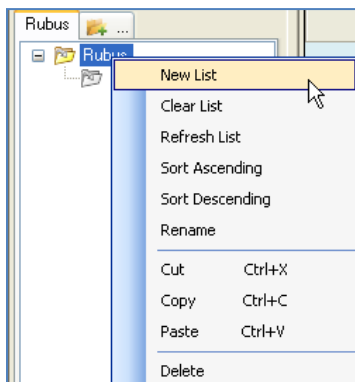 Rubus ...
Rubus
New List
Clear List
Refresh List
Sort Ascending
Sort Descending
Rename
Cut Ctrl+X
Copy Ctrl+C
Paste Ctrl+V
Delete